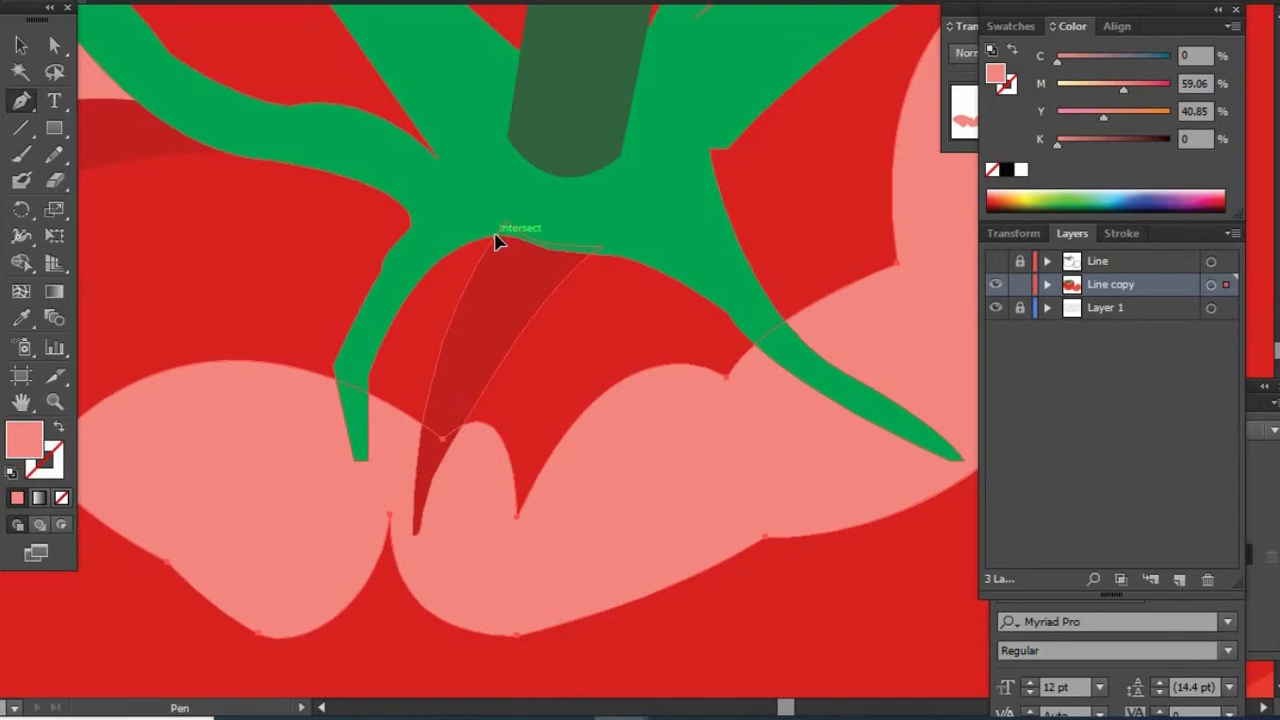 Tran
Norr
Swatches
Color
Align
C
0
%
M
59.06
%
Y
40.85
%
K
0
%
Transform
Layers
Stroke
Line
Line copy
Layer 1
3 La...
Myriad Pro
Regular
12 pt
(14.4 pt)
intersect
Pen